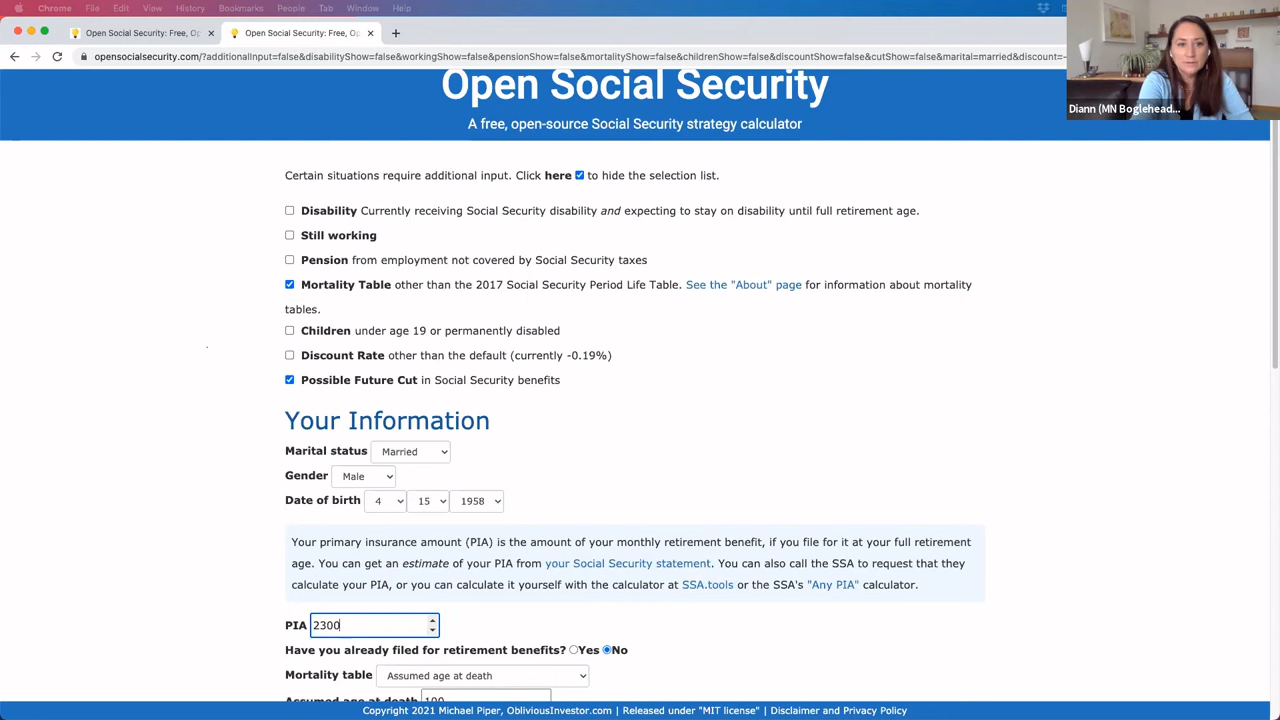 Chrome File Edit View History Bookmarks People Tab Window Help
Open Social Security: Free, Op
Open Social Security: Free, Op
opensocialsecurity.com/?additionalInput=false&disabilityShow=false&workingShow=false&pensionShow=false&mortalityShow=false&childrenShow=false&discountShow=false&cutShow=false&marital=married&discount=-
Diann (MN Boglehead...
Open Social Security
A free, open-source Social Security strategy calculator
Certain situations require additional input. Click here to hide the selection list.
Disability Currently receiving Social Security disability and expecting to stay on disability until full retirement age.
Still working
Pension from employment not covered by Social Security taxes
Mortality Table other than the 2017 Social Security Period Life Table. See the "About" page for information about mortality
tables.
Children under age 19 or permanently disabled
Discount Rate other than the default (currently -0.19%)
Possible Future Cut in Social Security benefits
Your Information
Marital status Married
Gender Male
Date of birth 4 15 1958
Your primary insurance amount (PIA) is the amount of your monthly retirement benefit, if you file for it at your full retirement
age. You can get an estimate of your PIA from your Social Security statement. You can also call the SSA to request that they
calculate your PIA, or you can calculate it yourself with the calculator at SSA.tools or the SSA's "Any PIA" calculator.
PIA 2300
Have you already filed for retirement benefits? Yes No
Mortality table Assumed age at death
Assumed age at death 100
Copyright 2021 Michael Piper, ObliviousInvestor.com | Released under "MIT license" | Disclaimer and Privacy Policy